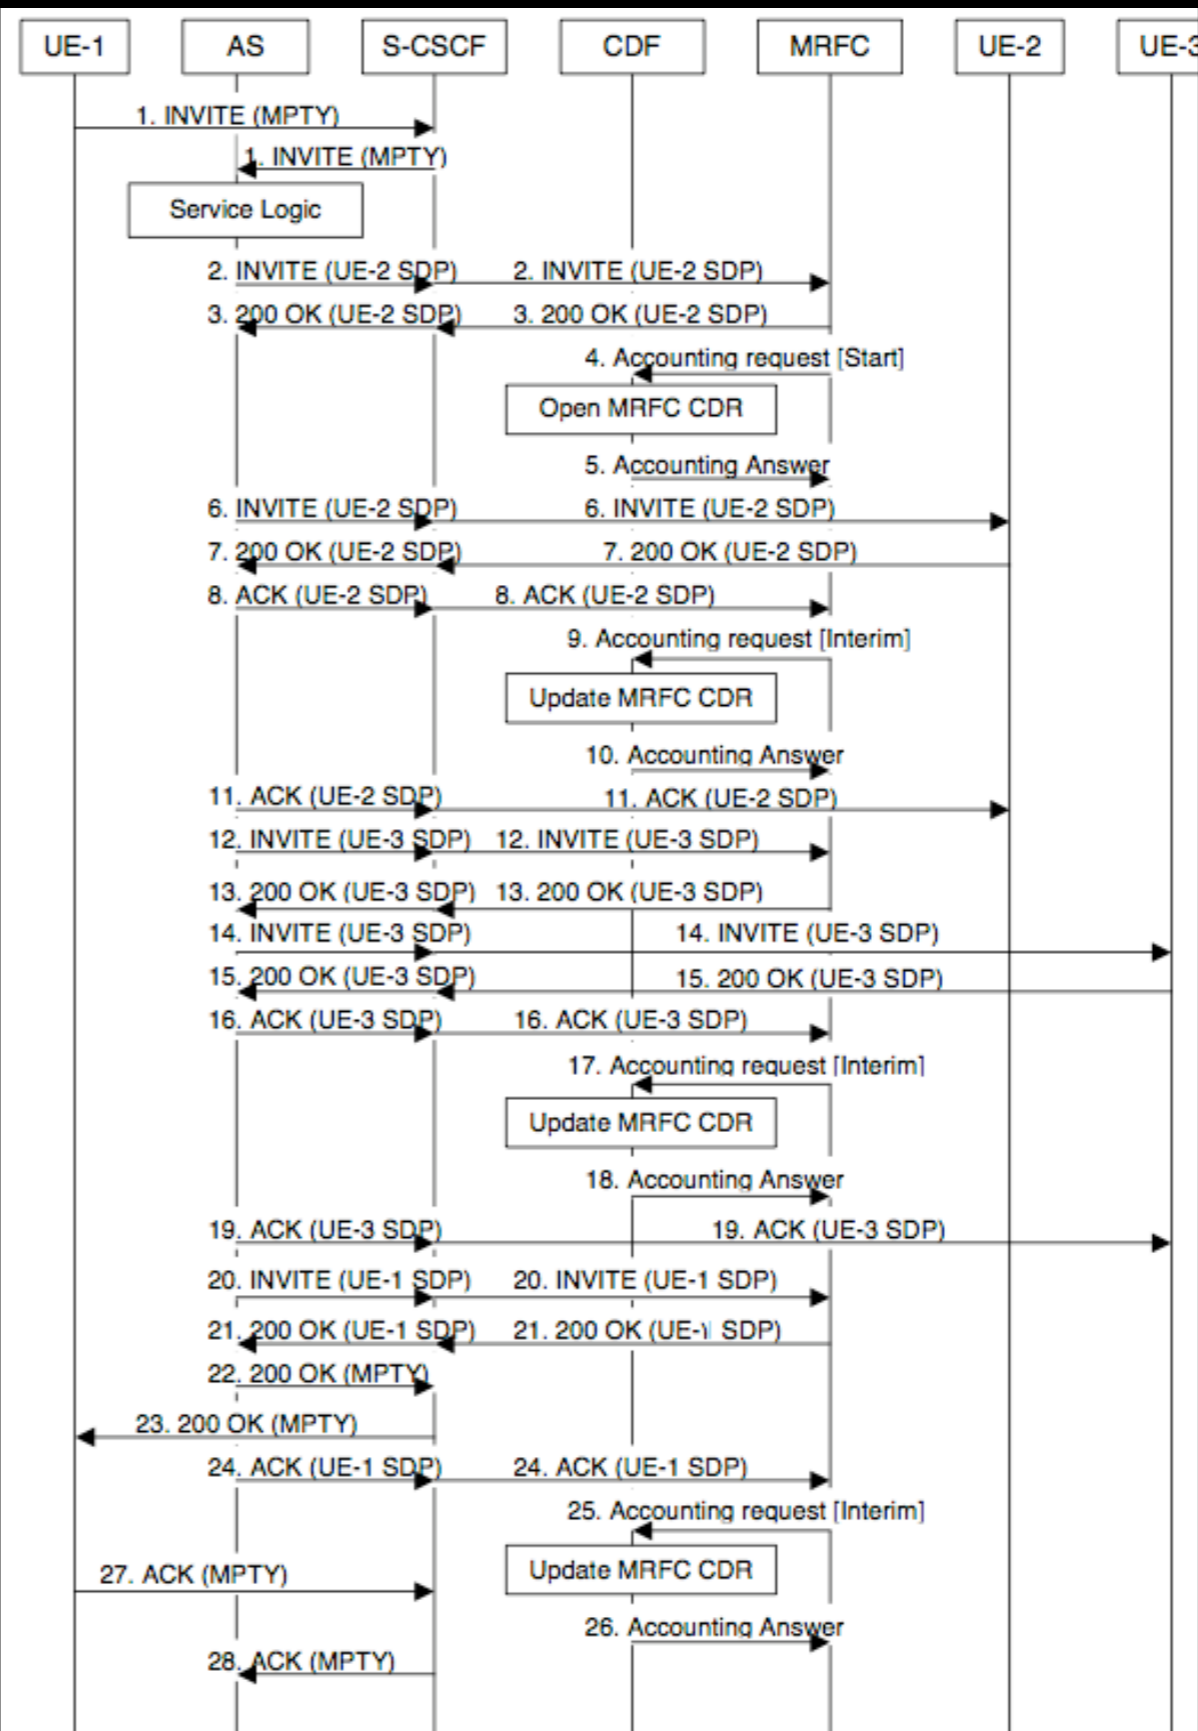 UE-1 AS S-CSCF CDF MRFC UE-2 UE-3
1. INVITE (MPTY)
1. INVITE (MPTY)
Service Logic
2. INVITE (UE-2 SDP) 2. INVITE (UE-2 SDP)
3. 200 OK (UE-2 SDP) 3. 200 OK (UE-2 SDP)
4. Accounting request [Start]
Open MRFC CDR
5. Accounting Answer
6. INVITE (UE-2 SDP) 6. INVITE (UE-2 SDP)
7. 200 OK (UE-2 SDP) 7. 200 OK (UE-2 SDP)
8. ACK (UE-2 SDP) 8. ACK (UE-2 SDP)
9. Accounting request [Interim]
Update MRFC CDR
10. Accounting Answer
11. ACK (UE-2 SDP) 11. ACK (UE-2 SDP)
12. INVITE (UE-3 SDP) 12. INVITE (UE-3 SDP)
13. 200 OK (UE-3 SDP) 13. 200 OK (UE-3 SDP)
14. INVITE (UE-3 SDP) 14. INVITE (UE-3 SDP)
15. 200 OK (UE-3 SDP) 15. 200 OK (UE-3 SDP)
16. ACK (UE-3 SDP) 16. ACK (UE-3 SDP)
17. Accounting request [Interim]
Update MRFC CDR
18. Accounting Answer
19. ACK (UE-3 SDP) 19. ACK (UE-3 SDP)
20. INVITE (UE-1 SDP) 20. INVITE (UE-1 SDP)
21. 200 OK (UE-1 SDP) 21. 200 OK (UE-1 SDP)
22. 200 OK (MPTY)
23. 200 OK (MPTY)
24. ACK (UE-1 SDP) 24. ACK (UE-1 SDP)
25. Accounting request [Interim]
27. ACK (MPTY) Update MRFC CDR
26. Accounting Answer
28. ACK (MPTY)